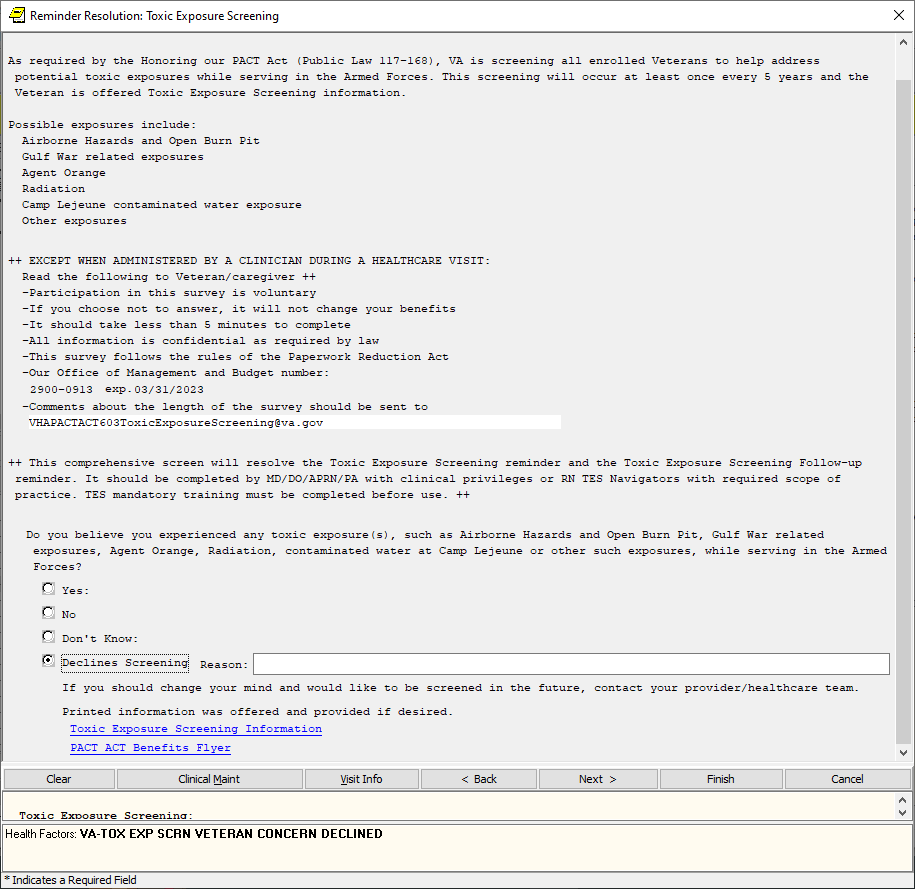 Reminder Resolution: Toxic Exposure Screening
As required by the Honoring our PACT Act (Public Law 117-168), VA is screening all enrolled Veterans to help address
potential toxic exposures while serving in the Armed Forces. This screening will occur at least once every 5 years and the
Veteran is offered Toxic Exposure Screening information.
Possible exposures include:
Airborne Hazards and Open Burn Pit
Gulf War related exposures
Agent Orange
Radiation
Camp Lejeune contaminated water exposure
Other exposures
++ EXCEPT WHEN ADMINISTERED BY A CLINICIAN DURING A HEALTHCARE VISIT:
Read the following to Veteran/caregiver ++
-Participation in this survey is voluntary
-If you choose not to answer, it will not change your benefits
-It should take less than 5 minutes to complete
-All information is confidential as required by law
-This survey follows the rules of the Paperwork Reduction Act
-Our Office of Management and Budget number:
2900-0913 exp.03/31/2023
-Comments about the length of the survey should be sent to
VHAPACTACT603ToxicExposureScreening@va.gov
++ This comprehensive screen will resolve the Toxic Exposure Screening reminder and the Toxic Exposure Screening Follow-up
reminder. It should be completed by MD/DO/APRN/PA with clinical privileges or RN TES Navigators with required scope of
practice. TES mandatory training must be completed before use. ++
Do you believe you experienced any toxic exposure(s), such as Airborne Hazards and Open Burn Pit, Gulf War related
exposures, Agent Orange, Radiation, contaminated water at Camp Lejeune or other such exposures, while serving in the Armed
Forces?
Yes:
No
Don't Know:
Declines Screening Reason:
If you should change your mind and would like to be screened in the future, contact your provider/healthcare team.
Printed information was offered and provided if desired.
Toxic Exposure Screening Information
PACT ACT Benefits Flyer
Clear Clinical Maint Visit Info < Back Next > Finish Cancel
Toxic Exposure Screening:
Health Factors: VA-TOX EXP SCRN VETERAN CONCERN DECLINED
* Indicates a Required Field